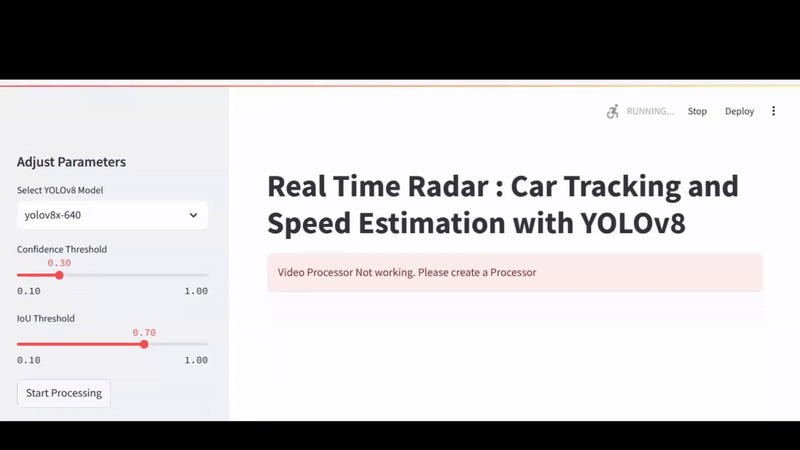 RUNNING...
Stop
Deploy
Adjust Parameters
Select YOLOv8 Model
yolov8x-640
Confidence Threshold
0.30
0.10
1.00
IoU Threshold
0.70
0.10
1.00
Start Processing
Real Time Radar : Car Tracking and
Speed Estimation with YOLOv8
Video Processor Not working. Please create a Processor